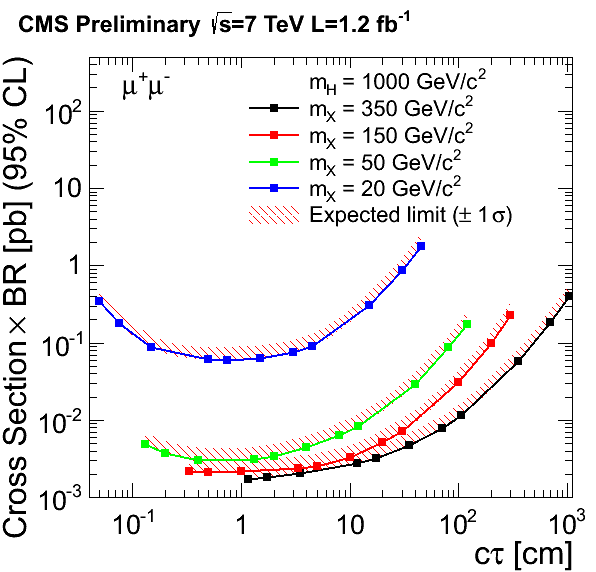 CMS Preliminary √s=7 TeV L=1.2 fb⁻¹
μ⁺μ⁻
m_H = 1000 GeV/c²
m_X = 350 GeV/c²
m_X = 150 GeV/c²
m_X = 50 GeV/c²
m_X = 20 GeV/c²
Expected limit (± 1σ)
Cross Section × BR [pb] (95% CL)
10²
10
1
10⁻¹
10⁻²
10⁻³
10⁻¹ 1 10 10² 10³
cτ [cm]